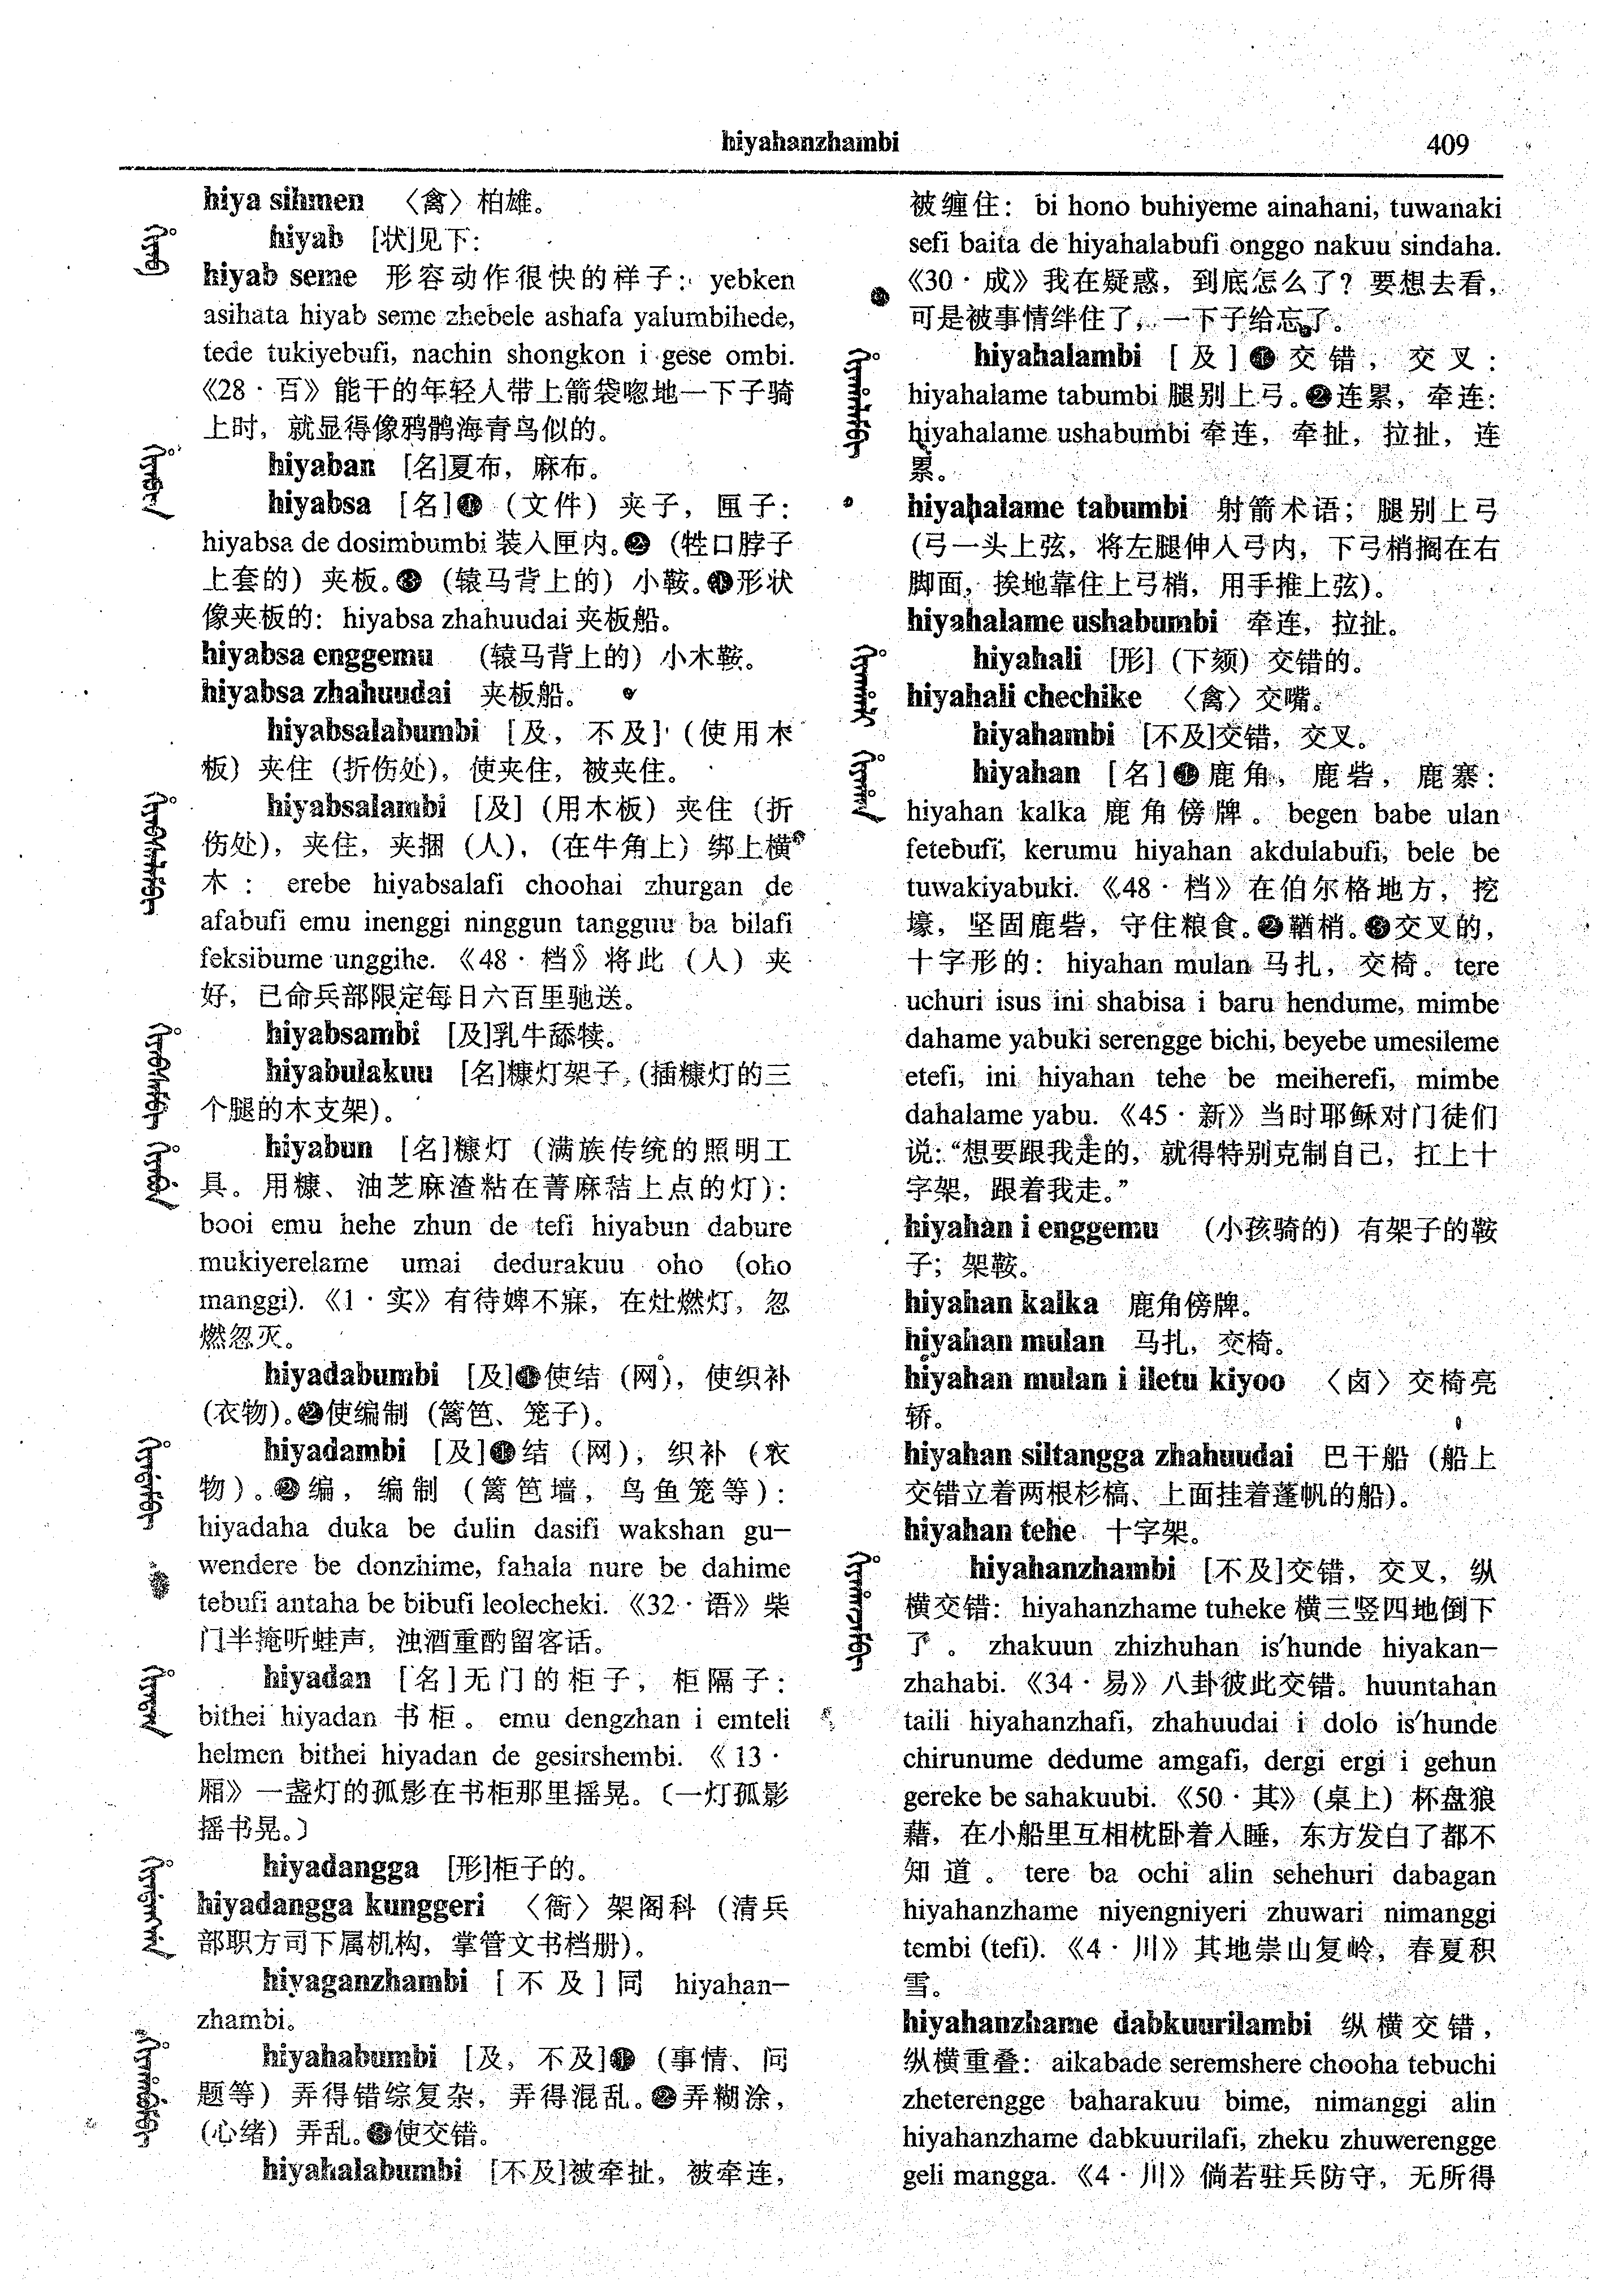 hiyahanzhambi
409
hiya sihmen 〈禽〉柏雄。
hiyab [状]见下：
hiyab seme 形容动作很快的样子： yebken
asihata hiyab seme zhebele ashafa yalumbihede,
tede tukiyebufi, nachin shongkon i gese ombi.
《28·百》能干的年轻人带上箭袋唿地一下子骑
上时，就显得像鸦鹘海青鸟似的。
hiyaban [名]夏布，麻布。
hiyabsa [名]❶（文件）夹子，匣子：
hiyabsa de dosimbumbi 装入匣内。❷（牲口脖子
上套的）夹板。❸（辕马背上的）小鞍。❹形状
像夹板的： hiyabsa zhahuudai 夹板船。
hiyabsa enggemu （辕马背上的）小木鞍。
hiyabsa zhahuudai 夹板船。
hiyabsalabumbi [及，不及]（使用木
板）夹住（折伤处），使夹住，被夹住。
hiyabsalambi [及]（用木板）夹住（折
伤处），夹住，夹捆（人），（在牛角上）绑上横
木： erebe hiyabsalafi choohai zhurgan de
afabufi emu inenggi ninggun tangguu ba bilafi
feksibume unggihe. 《48·档》将此（人）夹
好，已命兵部限定每日六百里驰送。
hiyabsambi [及]乳牛舔犊。
hiyabulakuu [名]糠灯架子（插糠灯的三
个腿的木支架）。
hiyabun [名]糠灯（满族传统的照明工
具。用糠、油芝麻渣粘在菁麻秸上点的灯）：
booi emu hehe zhun de tefi hiyabun dabure
mukiyerelame umai dedurakuu oho (oho
manggi). 《1·实》有待婢不寐，在灶燃灯，忽
燃忽灭。
hiyadabumbi [及]❶使结（网），使织补
（衣物）。❷使编制（篱笆、笼子）。
hiyadambi [及]❶结（网），织补（衣
物）。❷编，编制（篱笆墙，鸟鱼笼等）：
hiyadaha duka be dulin dasifi wakshan gu-
wendere be donzhime, fahala nure be dahime
tebufi antaha be bibufi leolecheki. 《32·语》柴
门半掩听蛙声，浊酒重酌留客话。
hiyadan [名]无门的柜子，柜隔子：
bithei hiyadan 书柜。 emu dengzhan i emteli
helmen bithei hiyadan de gesirshembi. 《13·
厢》一盏灯的孤影在书柜那里摇晃。〔一灯孤影
摇书晃。〕
hiyadangga [形]柜子的。
hiyadangga kunggeri 〈衙〉架阁科（清兵
部职方司下属机构，掌管文书档册）。
hiyaganzhambi [不及]同 hiyahan-
zhambi。
hiyahabumbi [及，不及]❶（事情、问
题等）弄得错综复杂，弄得混乱。❷弄糊涂，
（心绪）弄乱。❸使交错。
hiyahalabumbi [不及]被牵扯，被牵连，
被缠住： bi hono buhiyeme ainahani, tuwanaki
sefi baita de hiyahalabufi onggo nakuu sindaha.
《30·成》我在疑惑，到底怎么了？要想去看，
可是被事情绊住了，一下子给忘了。
hiyahalambi [及]❶交错，交叉：
hiyahalame tabumbi 腿别上弓。❷连累，牵连：
hiyahalame ushabumbi 牵连，牵扯，拉扯，连
累。
hiyahalame tabumbi 射箭术语；腿别上弓
（弓一头上弦，将左腿伸入弓内，下弓梢搁在右
脚面，挨地靠住上弓梢，用手推上弦）。
hiyahalame ushabumbi 牵连，拉扯。
hiyahali [形]（下颏）交错的。
hiyahali chechike 〈禽〉交嘴。
hiyahambi [不及]交错，交叉。
hiyahan [名]❶鹿角，鹿砦，鹿寨：
hiyahan kalka 鹿角傍牌。 begen babe ulan
fetebufi, kerumu hiyahan akdulabufi, bele be
tuwakiyabuki. 《48·档》在伯尔格地方，挖
壕，坚固鹿砦，守住粮食。❷鞧梢。❸交叉的，
十字形的： hiyahan mulan 马扎，交椅。 tere
uchuri isus ini shabisa i baru hendume, mimbe
dahame yabuki serengge bichi, beyebe umesileme
etefi, ini hiyahan tehe be meiherefi, mimbe
dahalame yabu. 《45·新》当时耶稣对门徒们
说：“想要跟我走的，就得特别克制自己，扛上十
字架，跟着我走。”
hiyahan i enggemu （小孩骑的）有架子的鞍
子；架鞍。
hiyahan kalka 鹿角傍牌。
hiyahan mulan 马扎，交椅。
hiyahan mulan i iletu kiyoo 〈卤〉交椅亮
轿。
hiyahan siltangga zhahuudai 巴干船（船上
交错立着两根杉槁、上面挂着蓬帆的船）。
hiyahan tehe 十字架。
hiyahanzhambi [不及]交错，交叉，纵
横交错： hiyahanzhame tuheke 横三竖四地倒下
了。 zhakuun zhizhuhan is'hunde hiyakan-
zhahabi. 《34·易》八卦彼此交错。 huuntahan
taili hiyahanzhafi, zhahuudai i dolo is'hunde
chirunume dedume amgafi, dergi ergi i gehun
gereke be sahakuubi. 《50·其》（桌上）杯盘狼
藉，在小船里互相枕卧着入睡，东方发白了都不
知道。 tere ba ochi alin sehehuri dabagan
hiyahanzhame niyengniyeri zhuwari nimanggi
tembi (tefi). 《4·川》其地崇山复岭，春夏积
雪。
hiyahanzhame dabkuurilambi 纵横交错，
纵横重叠： aikabade seremshere chooha tebuchi
zheterengge baharakuu bime, nimanggi alin
hiyahanzhame dabkuurilafi, zheku zhuwerengge
geli mangga. 《4·川》倘若驻兵防守，无所得